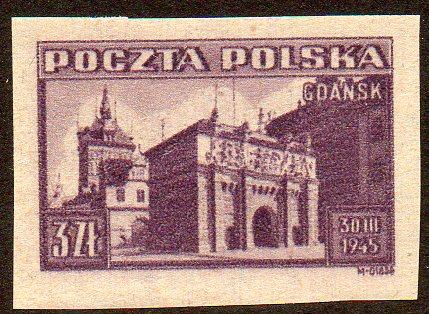 POCZTA POLSKA
GDAŃSK
3 ZŁ
30 III
1945